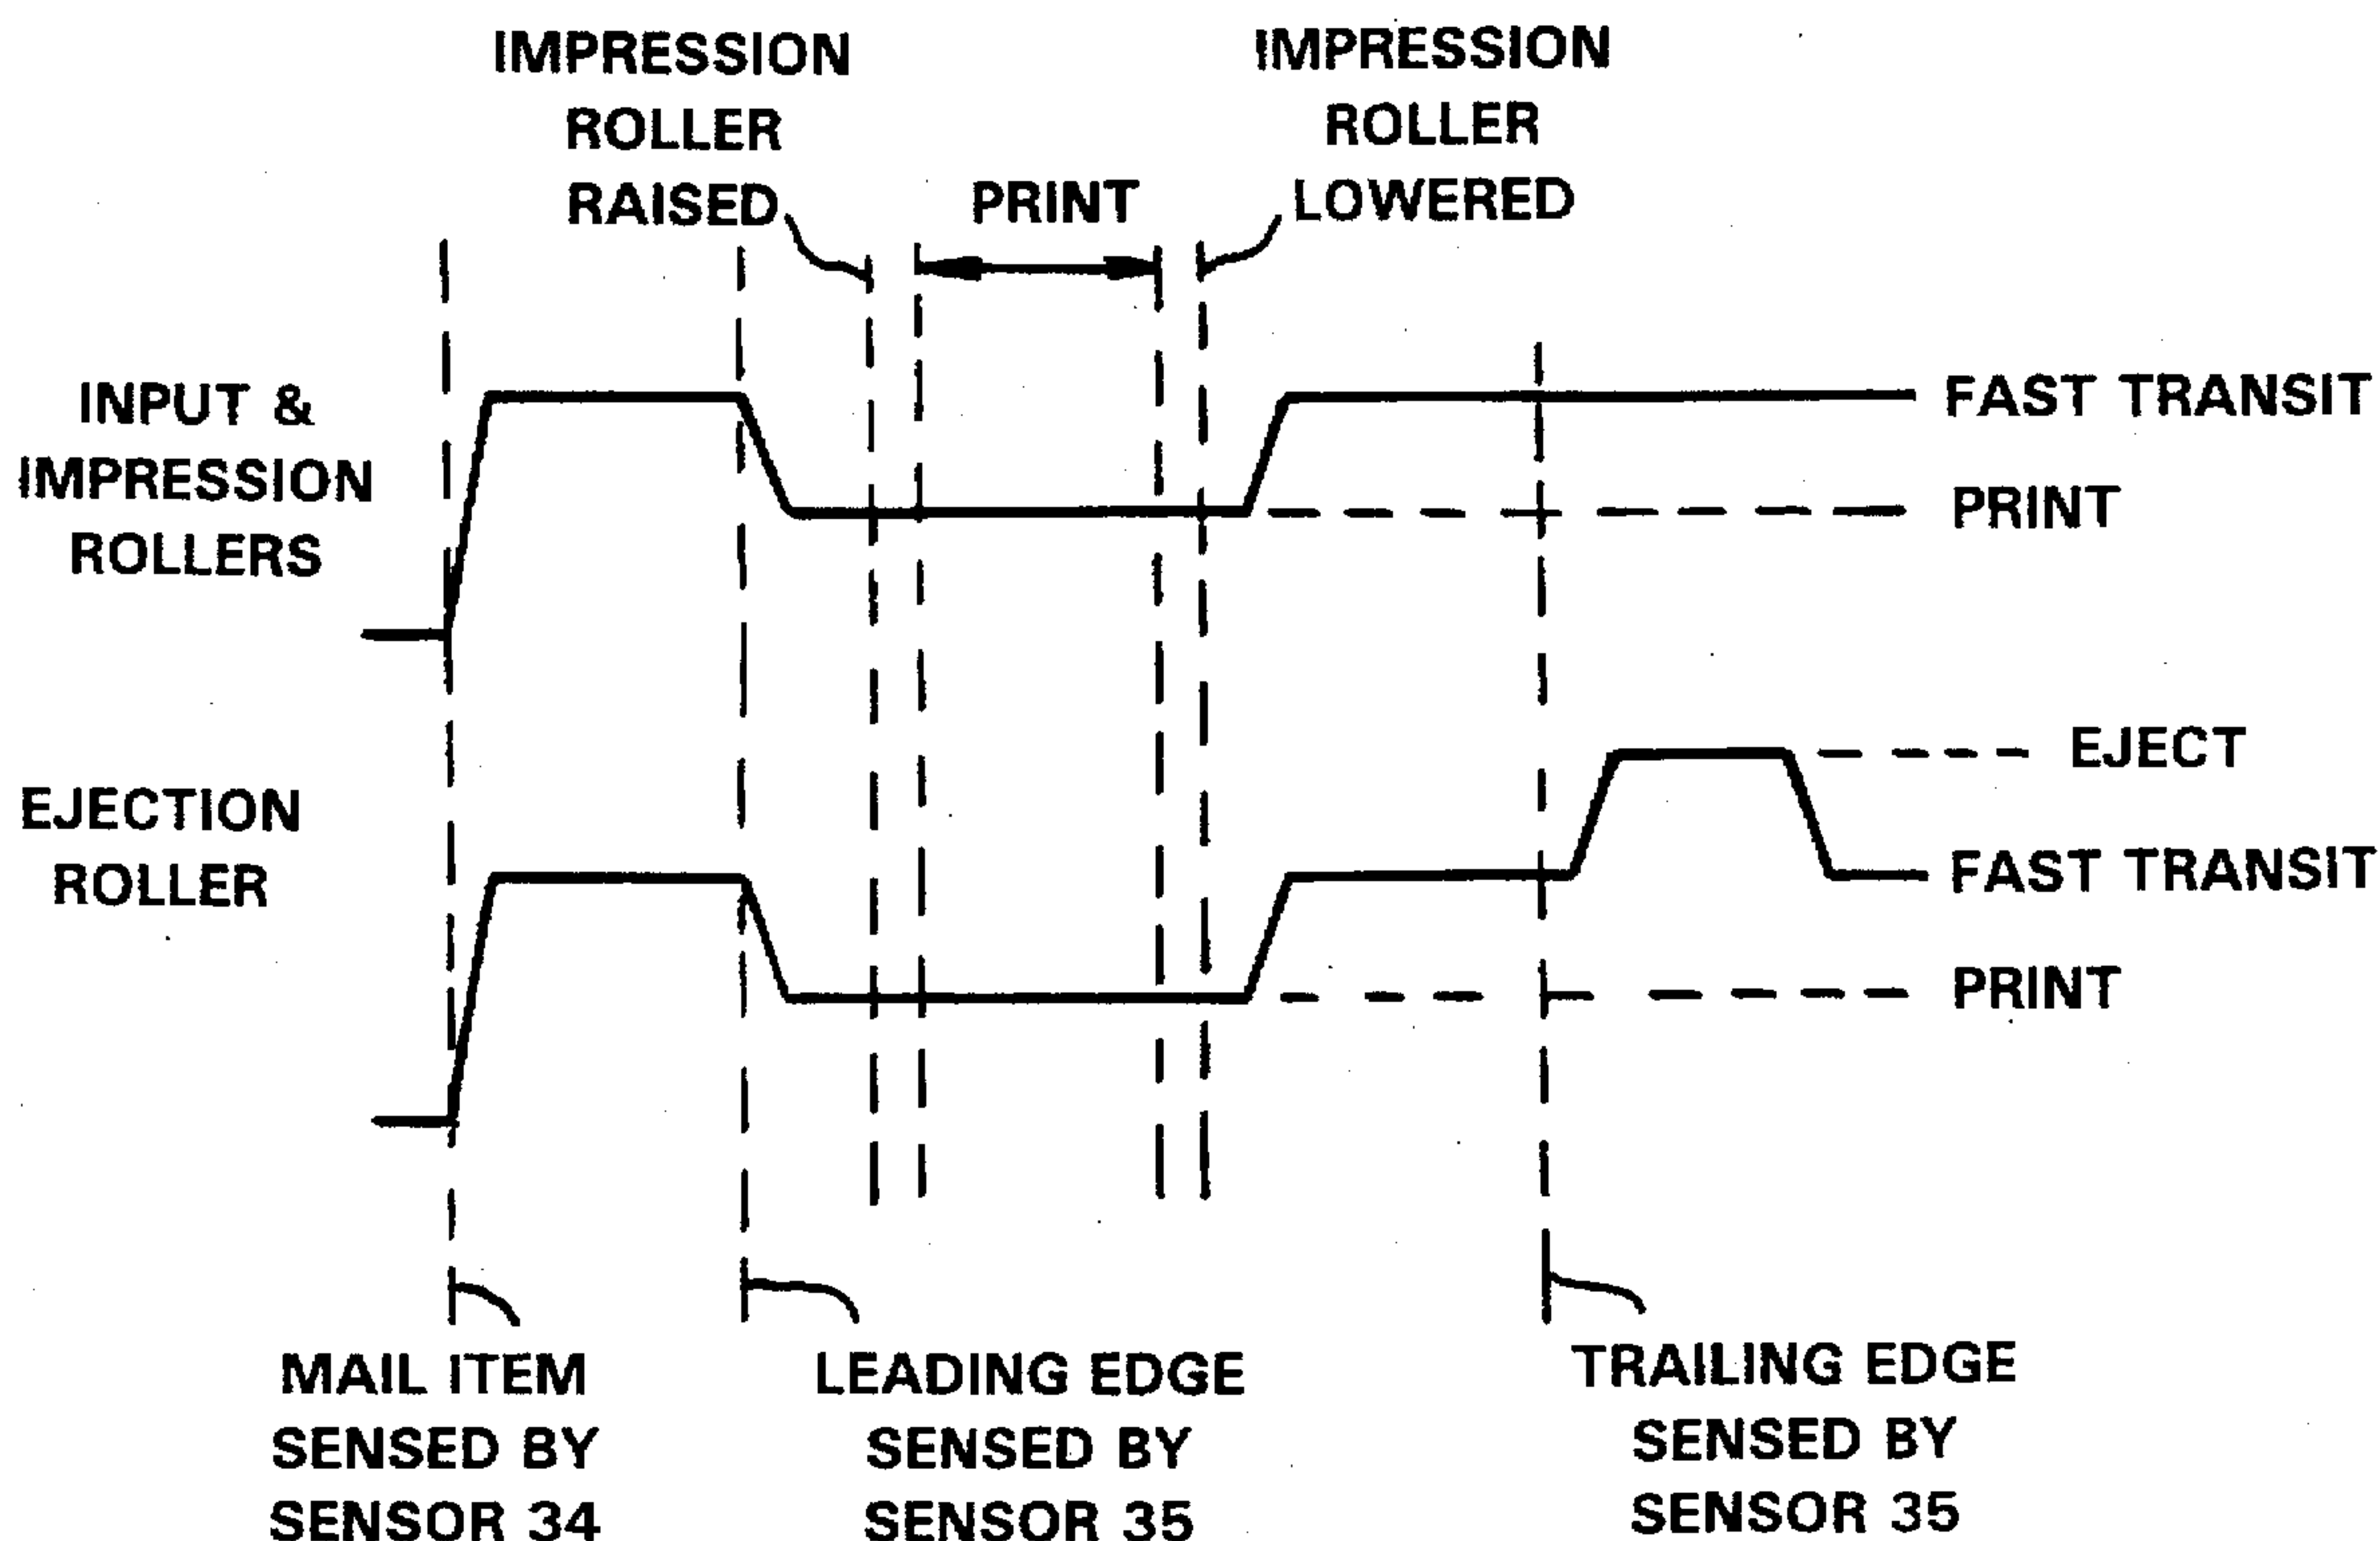 IMPRESSION
ROLLER
RAISED
PRINT
IMPRESSION
ROLLER
LOWERED
INPUT &
IMPRESSION
ROLLERS
FAST TRANSIT
PRINT
EJECTION
ROLLER
EJECT
FAST TRANSIT
PRINT
MAIL ITEM
SENSED BY
SENSOR 34
LEADING EDGE
SENSED BY
SENSOR 35
TRAILING EDGE
SENSED BY
SENSOR 35